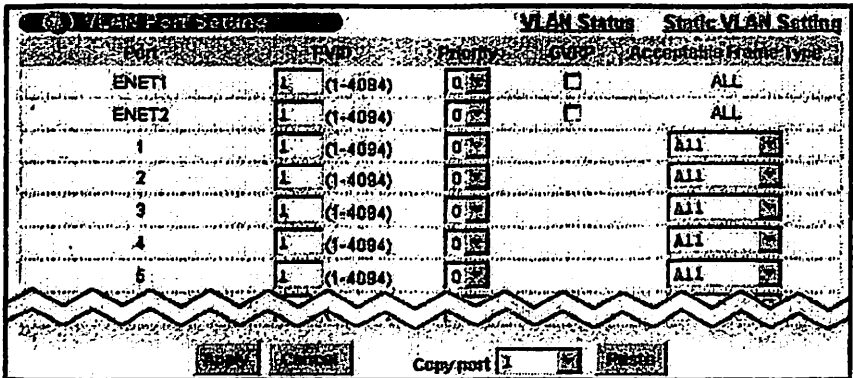 VLAN Port Setting VLAN Status Static VLAN Setting
Port PVID Priority GVRP Acceptable Frame Type
ENET1 1 (1-4094) 0 ALL
ENET2 1 (1-4094) 0 ALL
1 1 (1-4094) 0 All
2 1 (1-4094) 0 All
3 1 (1-4094) 0 All
4 1 (1-4094) 0 All
5 1 (1-4094) 0 All
Apply Cancel Copy port 1 Paste